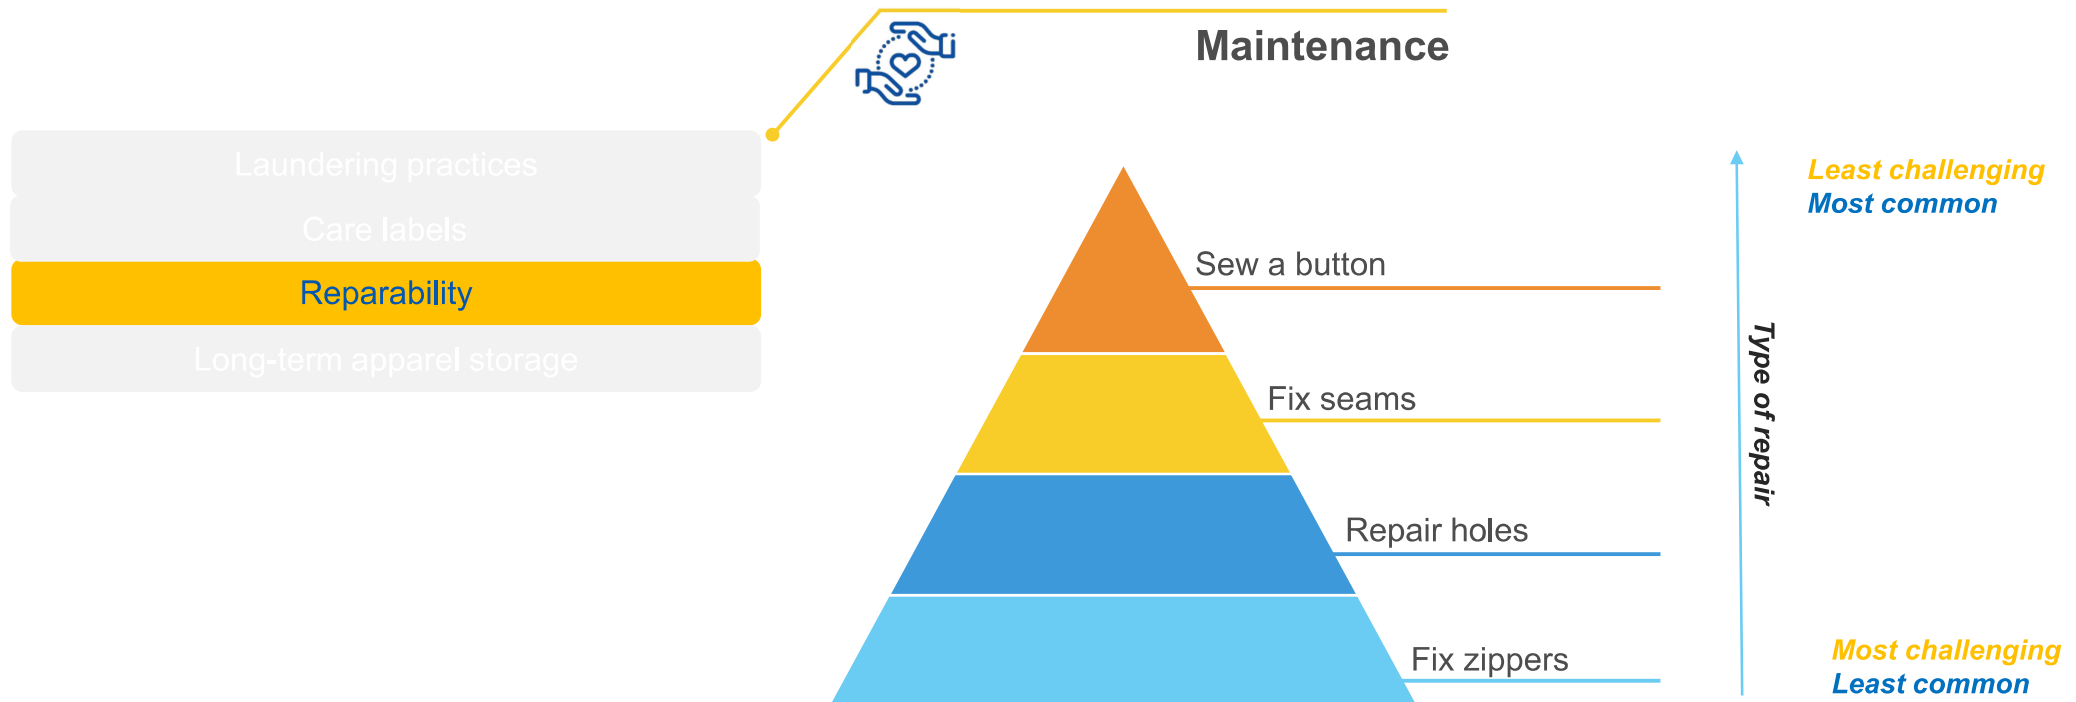 Maintenance
Laundering practices
Care labels
Reparability
Long-term apparel storage
Sew a button
Fix seams
Repair holes
Fix zippers
Type of repair
Least challenging
Most common
Most challenging
Least common